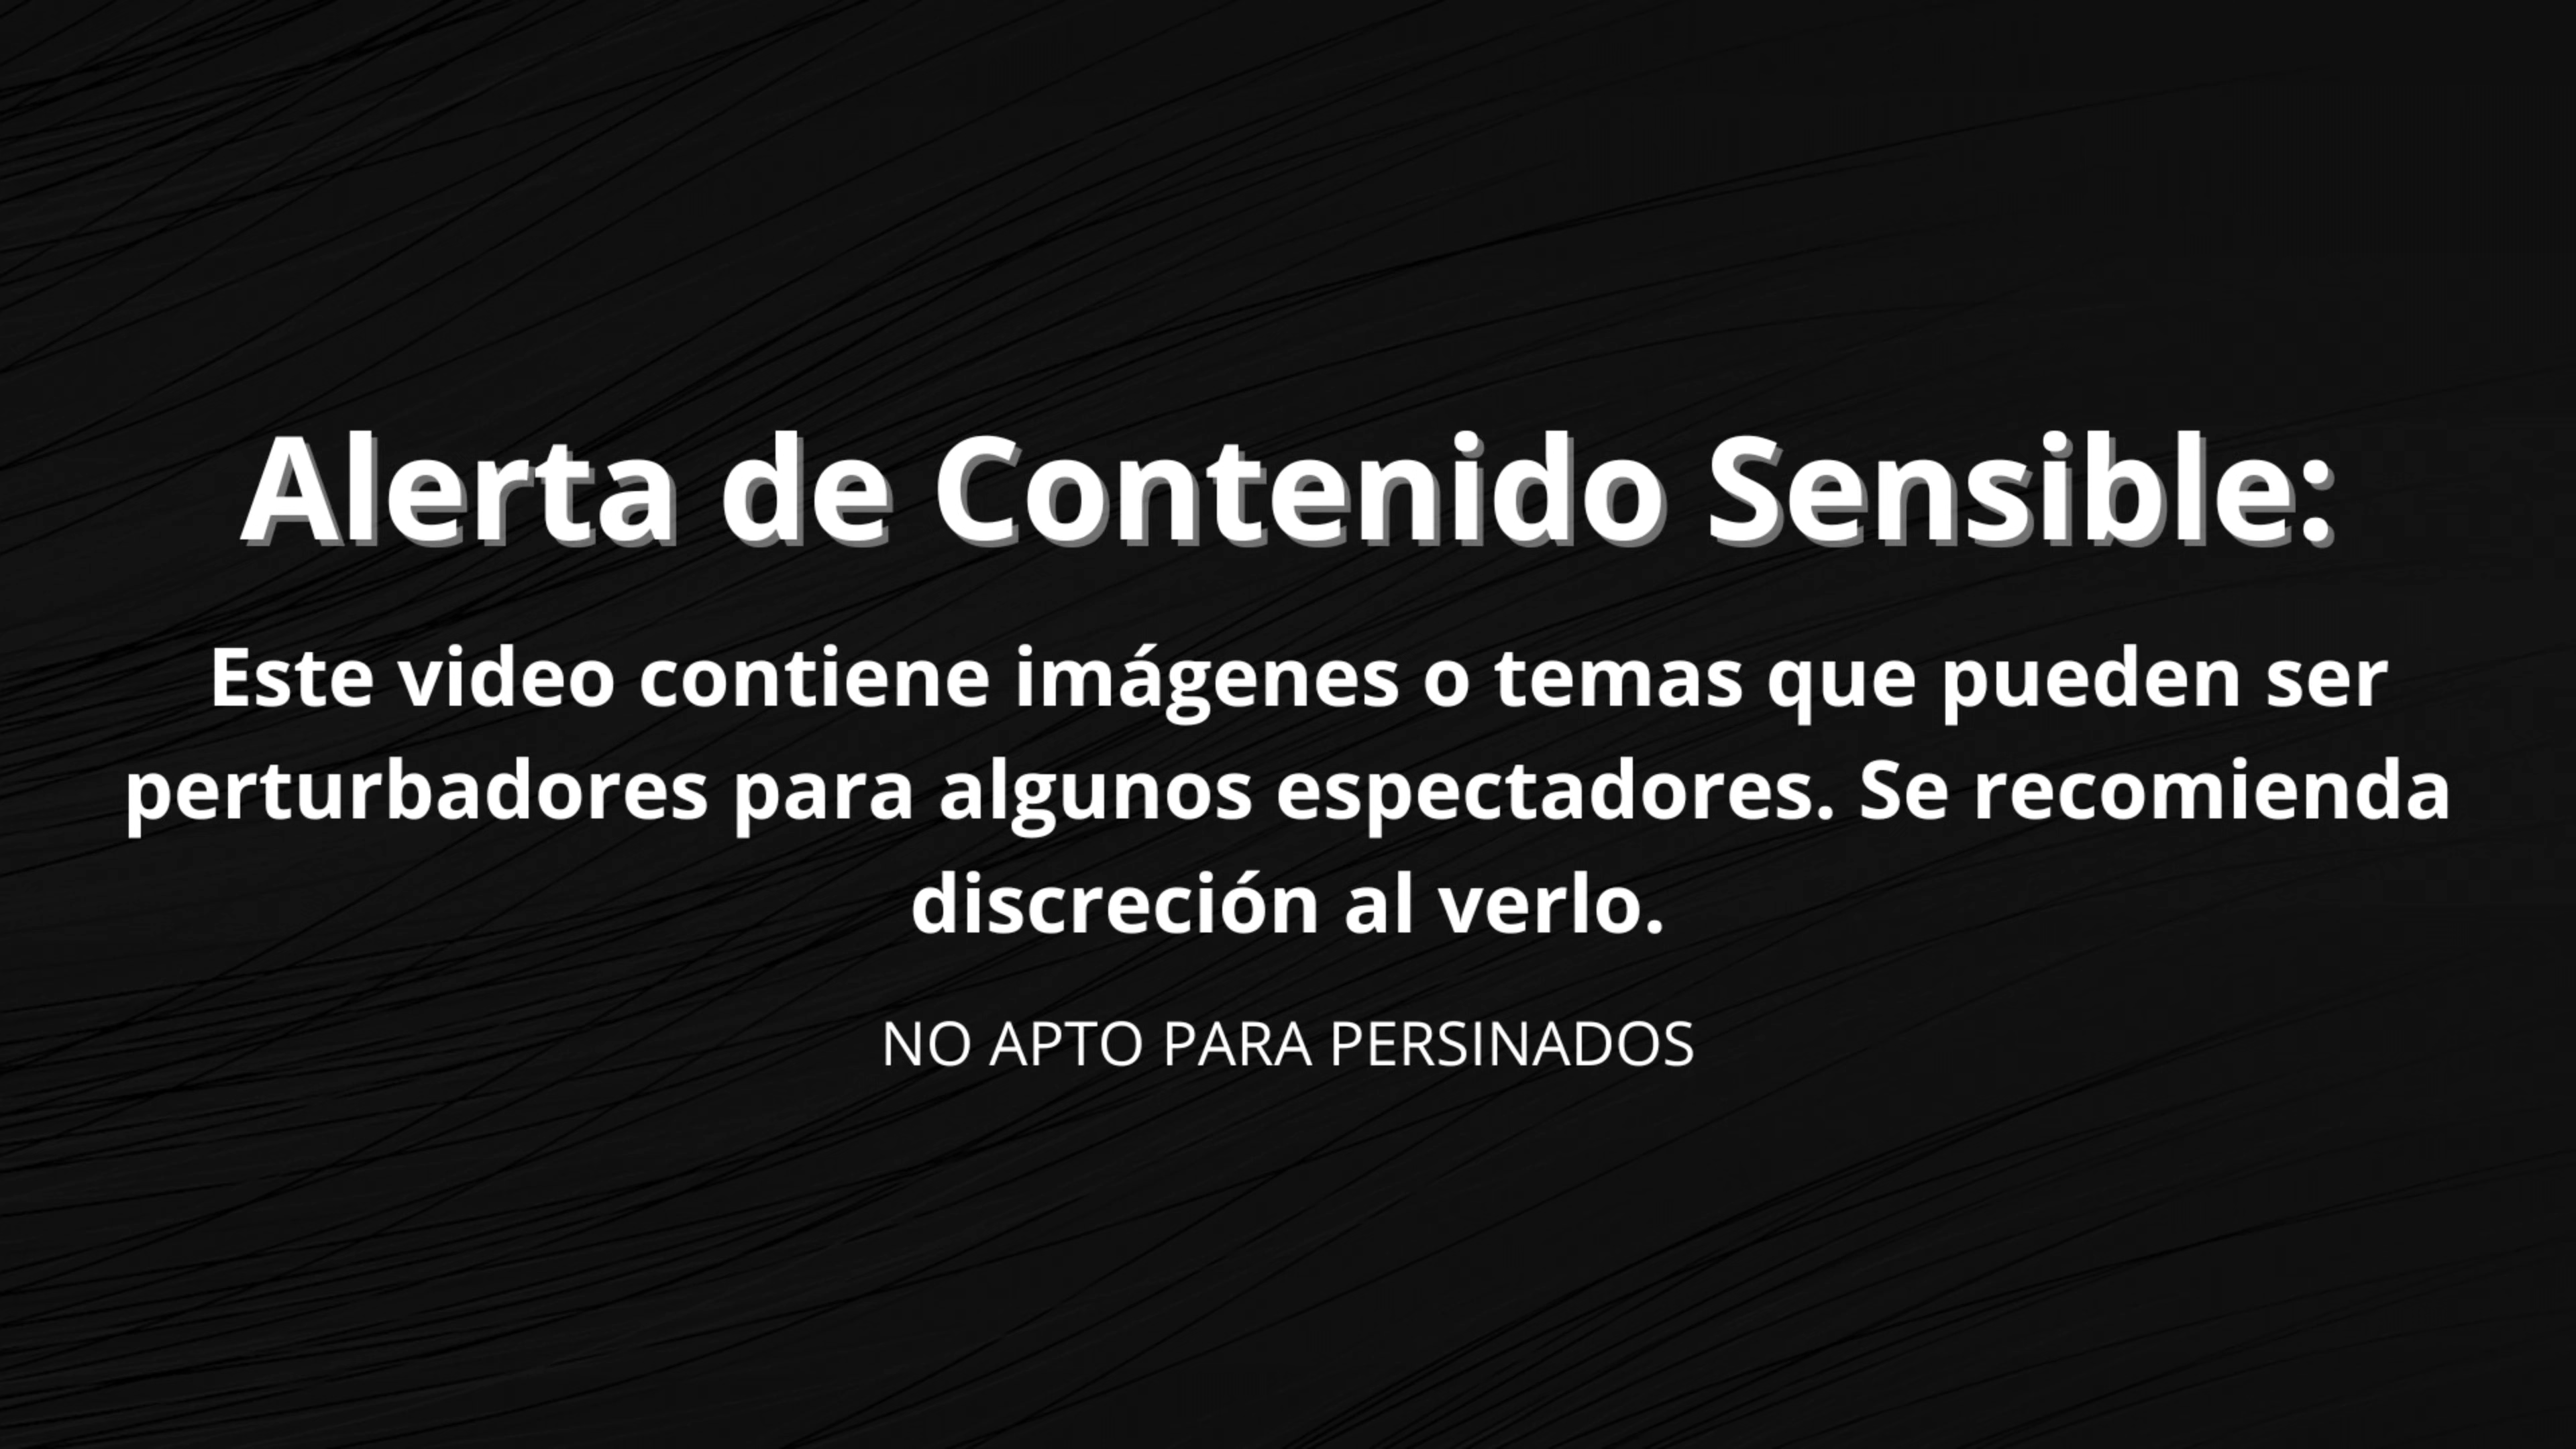 Alerta de Contenido Sensible:
Este video contiene imágenes o temas que pueden ser
perturbadores para algunos espectadores. Se recomienda
discreción al verlo.
NO APTO PARA PERSINADOS